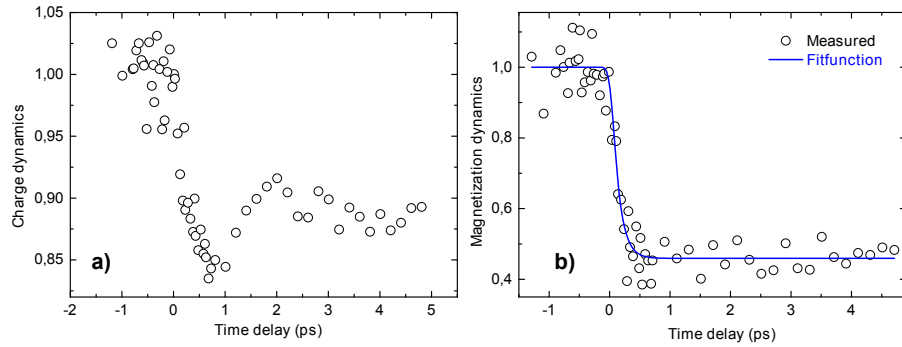 1,05
1,00
0,95
0,90
0,85
Charge dynamics
a)
-2 -1 0 1 2 3 4 5
Time delay (ps)
1,0
0,8
0,6
0,4
Magnetization dynamics
Measured
Fitfunction
b)
-1 0 1 2 3 4
Time delay (ps)